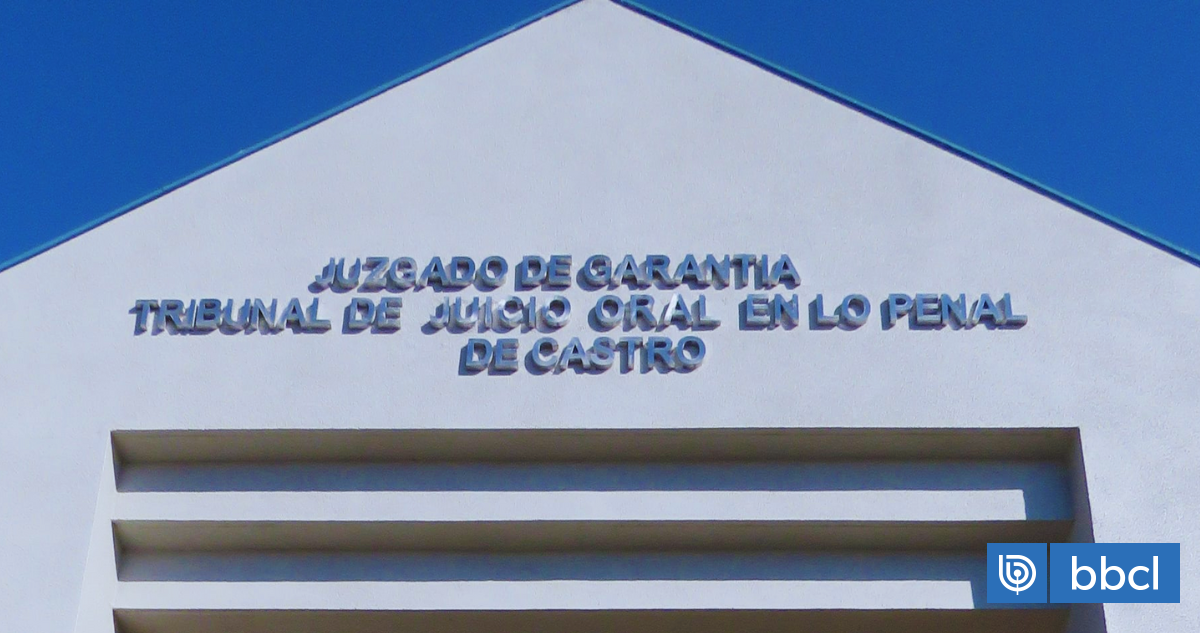 JUZGADO DE GARANTIA
TRIBUNAL DE JUICIO ORAL EN LO PENAL
DE CASTRO
bbcl